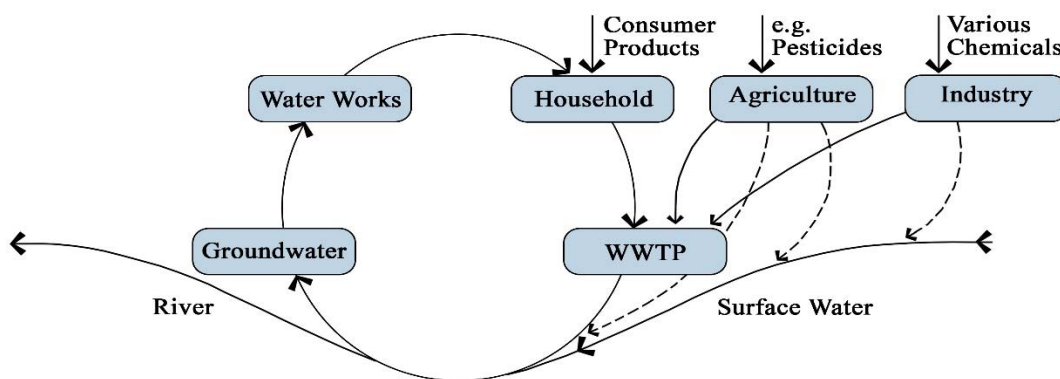 Consumer
Products
e.g.
Pesticides
Various
Chemicals
Water Works
Household
Agriculture
Industry
Groundwater
WWTP
River
Surface Water